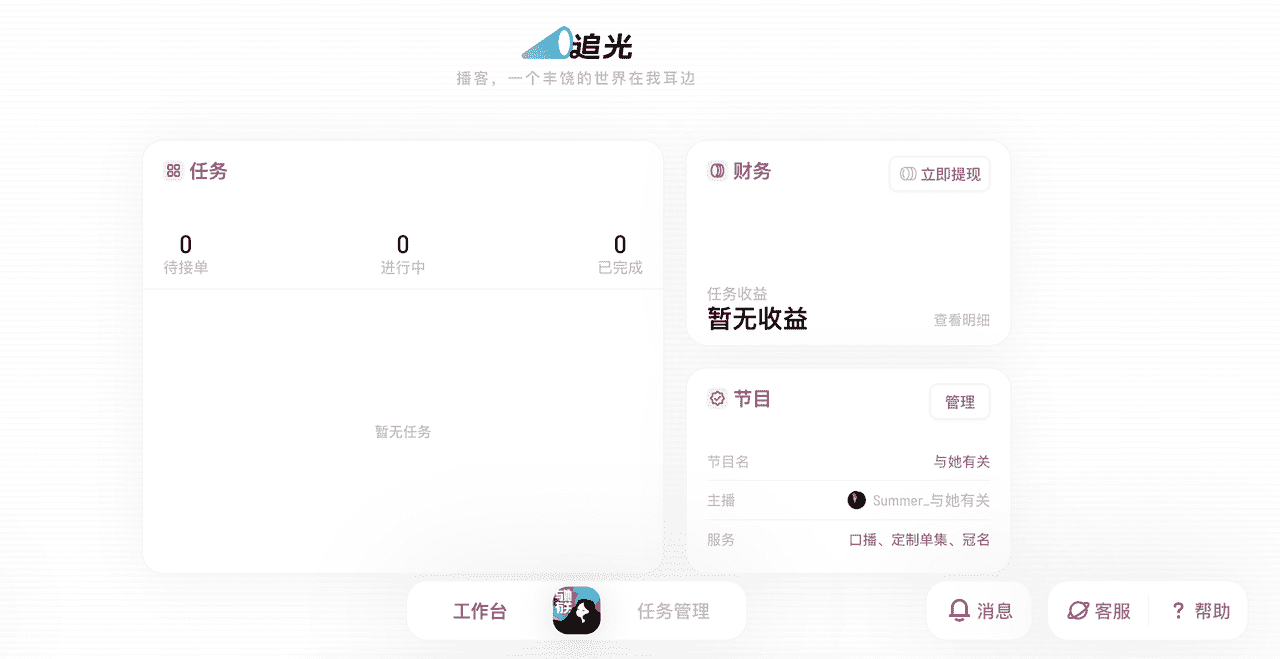 追光
播客，一个丰饶的世界在我耳边
任务
0 0 0
待接单 进行中 已完成
暂无任务
财务 立即提现
任务收益
暂无收益 查看明细
节目 管理
节目名 与她有关
主播 Summer_与她有关
服务 口播、定制单集、冠名
工作台 与她有关 任务管理 消息 客服 ? 帮助